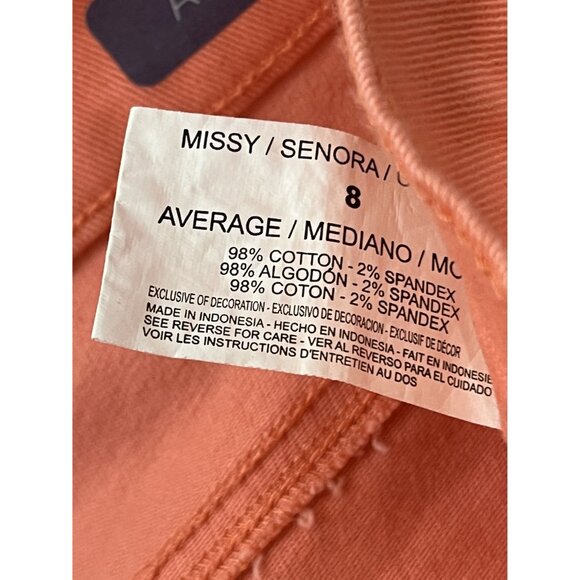 A
MISSY / SENORA /
8
AVERAGE / MEDIANO /
98% COTTON - 2% SPANDEX
98% ALGODÓN - 2% SPANDEX
98% COTON - 2% SPANDEX
EXCLUSIVE OF DECORATION - EXCLUSIVO DE DECORACION - EXCLUSIF DE DÉCOR
MADE IN INDONESIA - HECHO EN INDONESIA - FAIT EN INDONESIE
SEE REVERSE FOR CARE - VER AL REVERSO PARA EL CUIDADO
VOIR LES INSTRUCTIONS D'ENTRETIEN AU DOS